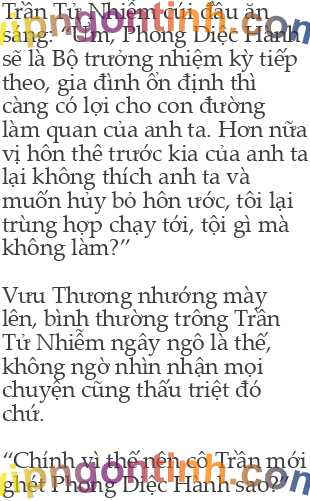 Trần Tử Nhiễm cúi đầu ăn
sáng: “Ừm, Phong Diệc Hành
sẽ là Bộ trưởng nhiệm kỳ tiếp
theo, gia đình ổn định thì
càng có lợi cho con đường
làm quan của anh ta. Hơn nữa
vị hôn thê trước kia của anh ta
lại không thích anh ta và
muốn hủy bỏ hôn ước, tôi lại
trùng hợp chạy tới, tội gì mà
không làm?”
Vưu Thương nhướng mày
lên, bình thường trông Trần
Tử Nhiễm ngây ngô là thế,
không ngờ nhìn nhận mọi
chuyện cũng thấu triệt đó
chứ.
“Chính vì thế nên cô Trần mới
ghét Phong Diệc Hành sao?”
vipngontinh.com
vipngontinh.com